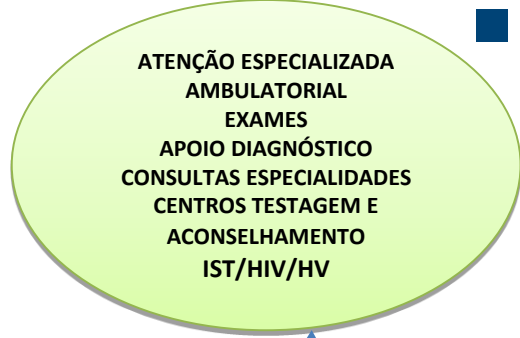 ATENÇÃO ESPECIALIZADA
AMBULATORIAL
EXAMES
APOIO DIAGNÓSTICO
CONSULTAS ESPECIALIDADES
CENTROS TESTAGEM E
ACONSELHAMENTO
IST/HIV/HV